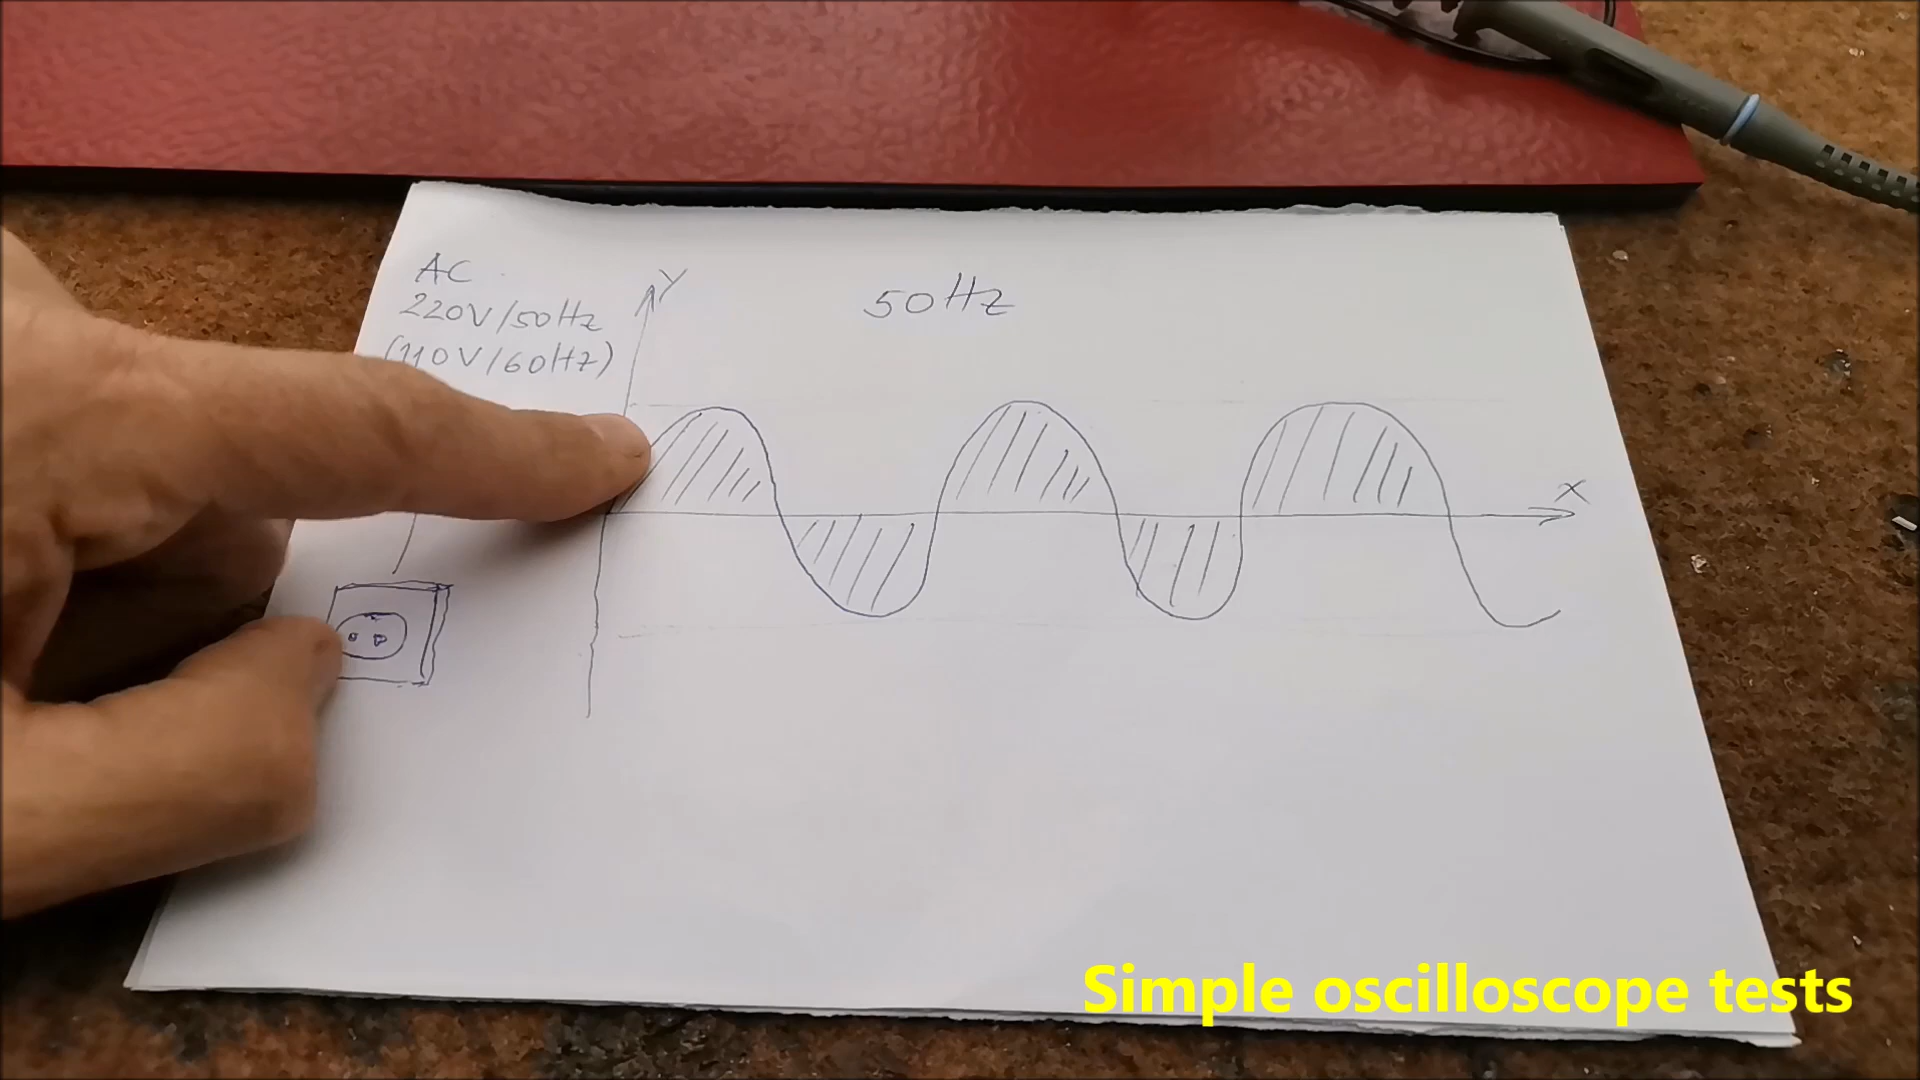 AC
220V/50Hz
(110V/60Hz)
Y
50Hz
X
Simple oscilloscope tests